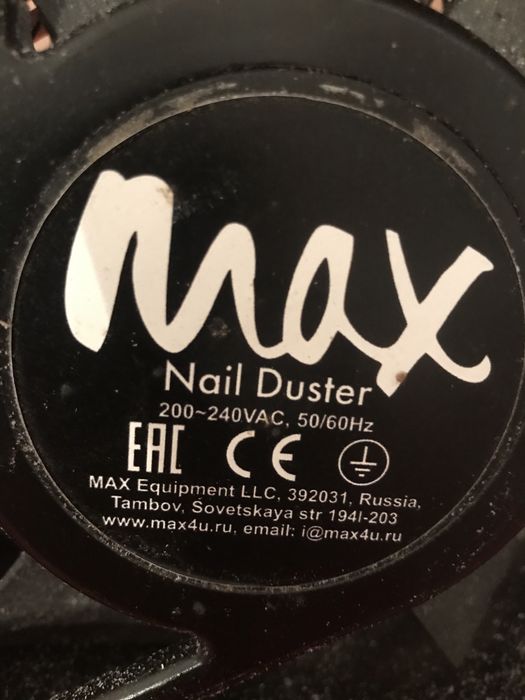 max
Nail Duster
200~240VAC, 50/60Hz
EAC CE
MAX Equipment LLC, 392031, Russia,
Tambov, Sovetskaya str 194I-203
www.max4u.ru, email: i@max4u.ru